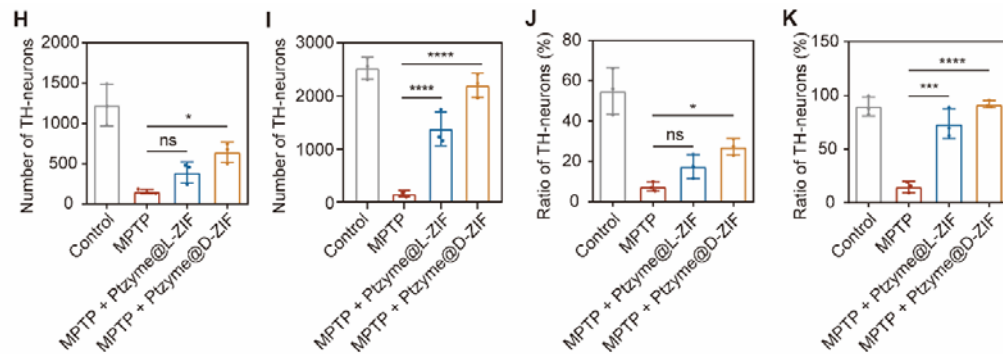 H
Number of TH-neurons
2000
1500
1000
500
0
*
ns
Control
MPTP
MPTP + Ptzyme@L-ZIF
MPTP + Ptzyme@D-ZIF
I
Number of TH-neurons
3000
2000
1000
0
****
****
Control
MPTP
MPTP + Ptzyme@L-ZIF
MPTP + Ptzyme@D-ZIF
J
Ratio of TH-neurons (%)
80
60
40
20
0
*
ns
Control
MPTP
MPTP + Ptzyme@L-ZIF
MPTP + Ptzyme@D-ZIF
K
Ratio of TH-neurons (%)
150
100
50
0
****
***
Control
MPTP
MPTP + Ptzyme@L-ZIF
MPTP + Ptzyme@D-ZIF